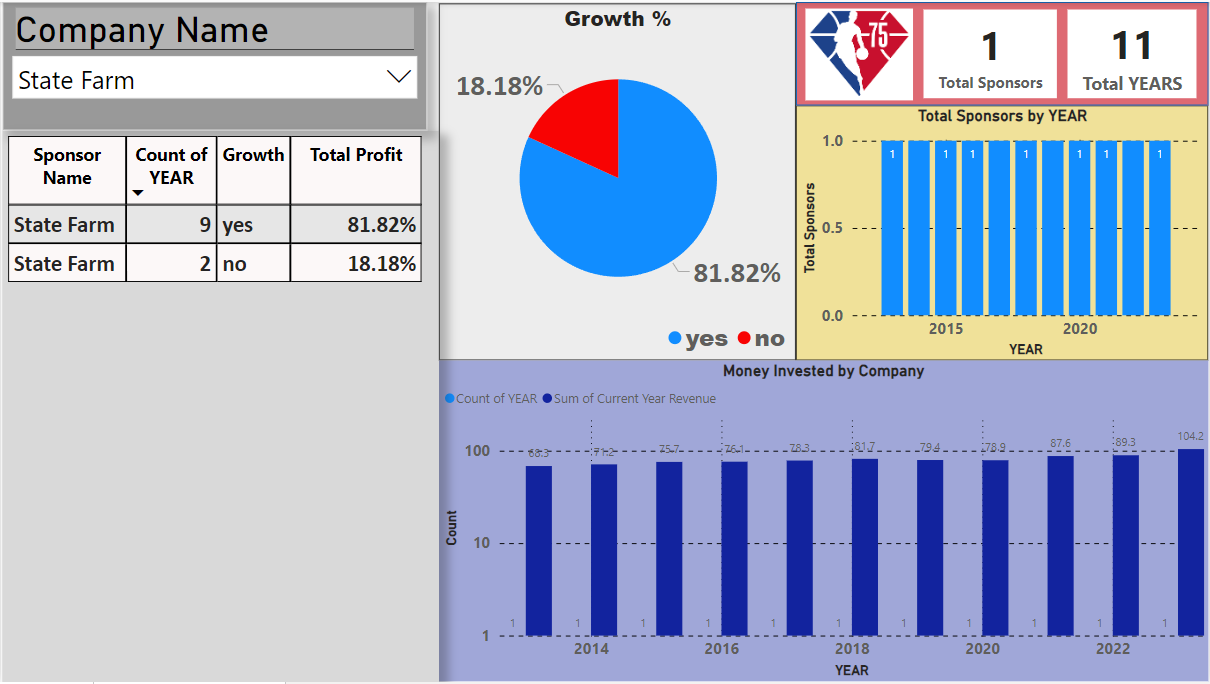 Company Name
State Farm
Sponsor Name
Count of YEAR
Growth
Total Profit
State Farm 9 yes 81.82%
State Farm 2 no 18.18%
Growth %
18.18%
81.82%
yes no
75
1
Total Sponsors
11
Total YEARS
Total Sponsors by YEAR
Total Sponsors
1.0
0.5
0.0
1 1 1 1 1 1 1
2015 2020
YEAR
Money Invested by Company
Count of YEAR Sum of Current Year Revenue
Count
100
10
1
68.3 71.2 75.7 76.1 78.3 81.7 79.4 78.9 87.6 89.3 104.2
1 1 1 1 1 1 1 1 1 1 1
2014 2016 2018 2020 2022
YEAR